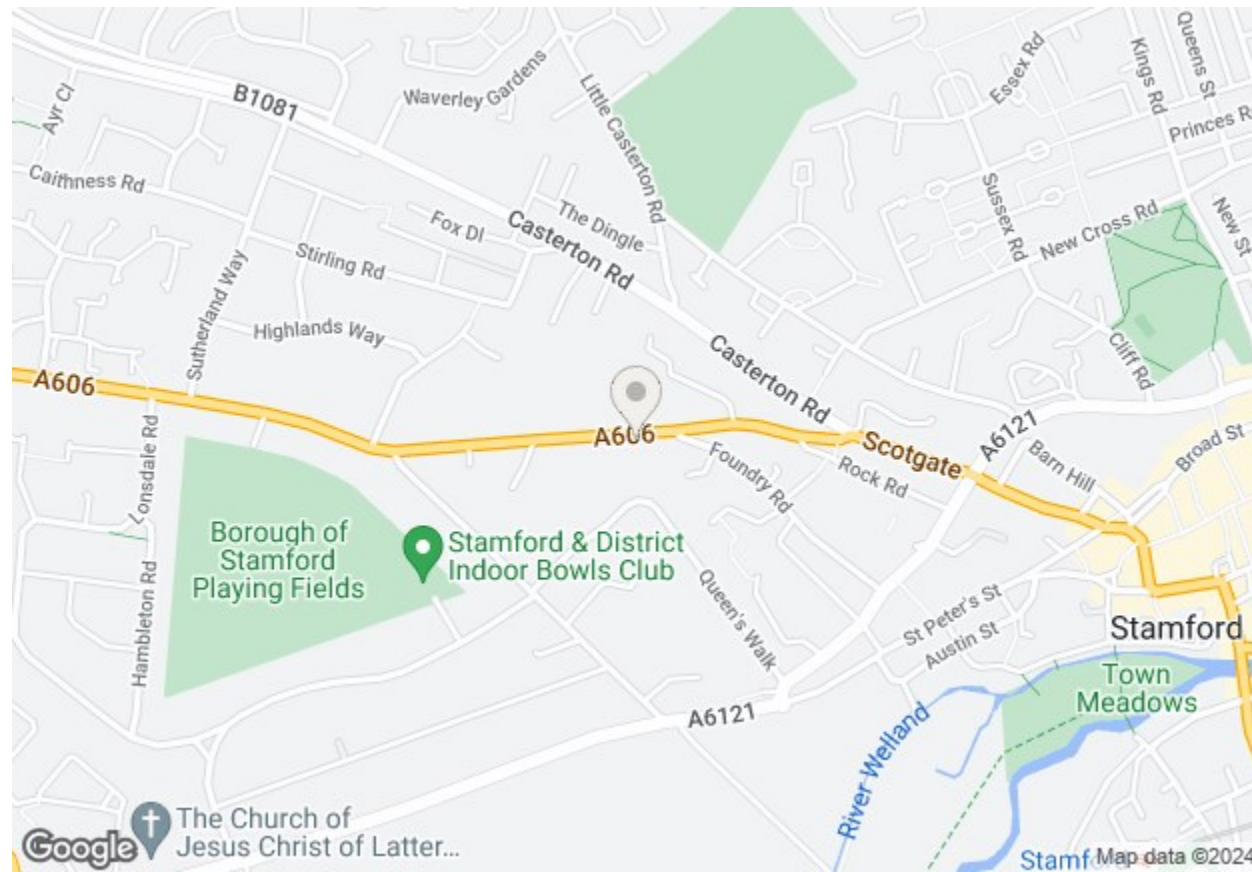 Ayr Cl
B1081
Waverley Gardens
Little Casterton Rd
Essex Rd
Kings Rd
Queens St
Princes R
Caithness Rd
Fox Dl
The Dingle
Casterton Rd
Sussex Rd
New Cross Rd
New St
Stirling Rd
Sutherland Way
Highlands Way
Casterton Rd
Cliff Rd
A606
A606
Scotgate
A6121
Barn Hill
Broad St
Lonsdale Rd
Foundry Rd
Rock Rd
Borough of
Stamford
Playing Fields
Stamford & District
Indoor Bowls Club
Hambleton Rd
Queen's Walk
St Peter's St
Austin St
Stamford
Town
Meadows
A6121
River Welland
The Church of
Jesus Christ of Latter...
Google
Stamf
Map data ©2024